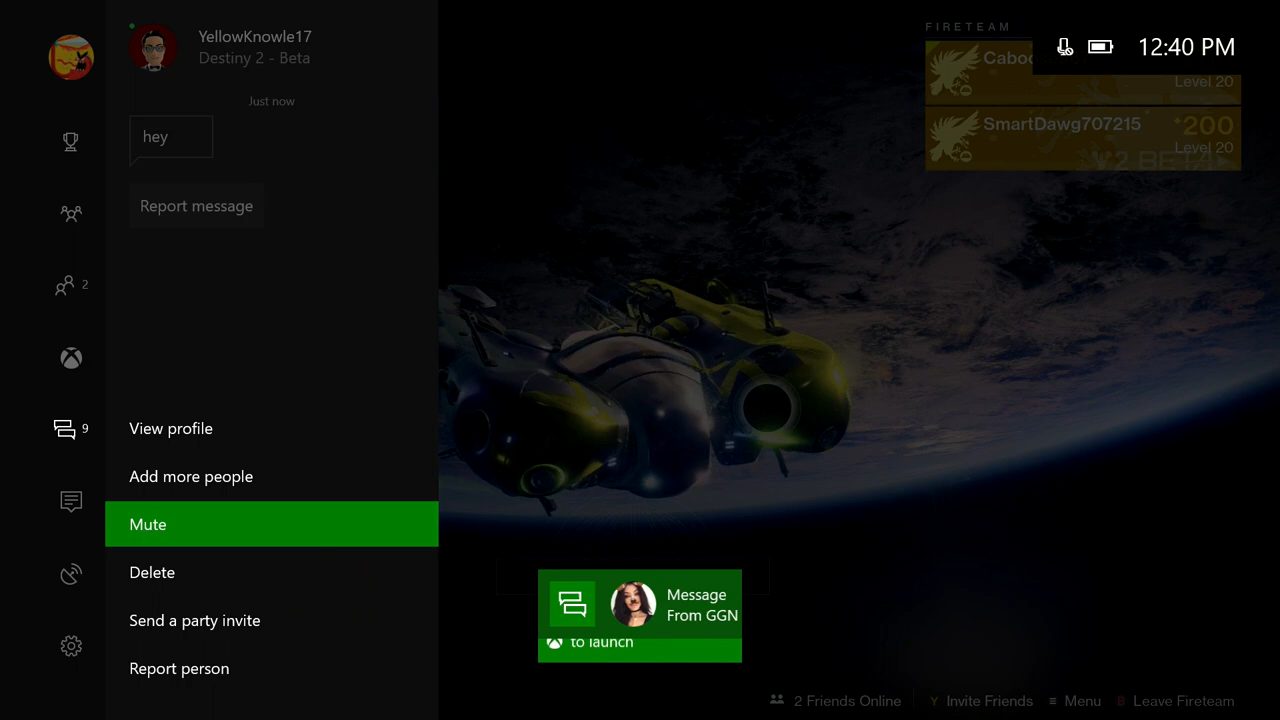 YellowKnowle17
Destiny 2 - Beta
Just now
hey
Report message
2
9
View profile
Add more people
Mute
Delete
Send a party invite
Report person
FIRETEAM
12:40 PM
Level 20
SmartDawg707215
200
Level 20
Message
From GGN
to launch
2 Friends Online
Y Invite Friends
Menu
B Leave Fireteam